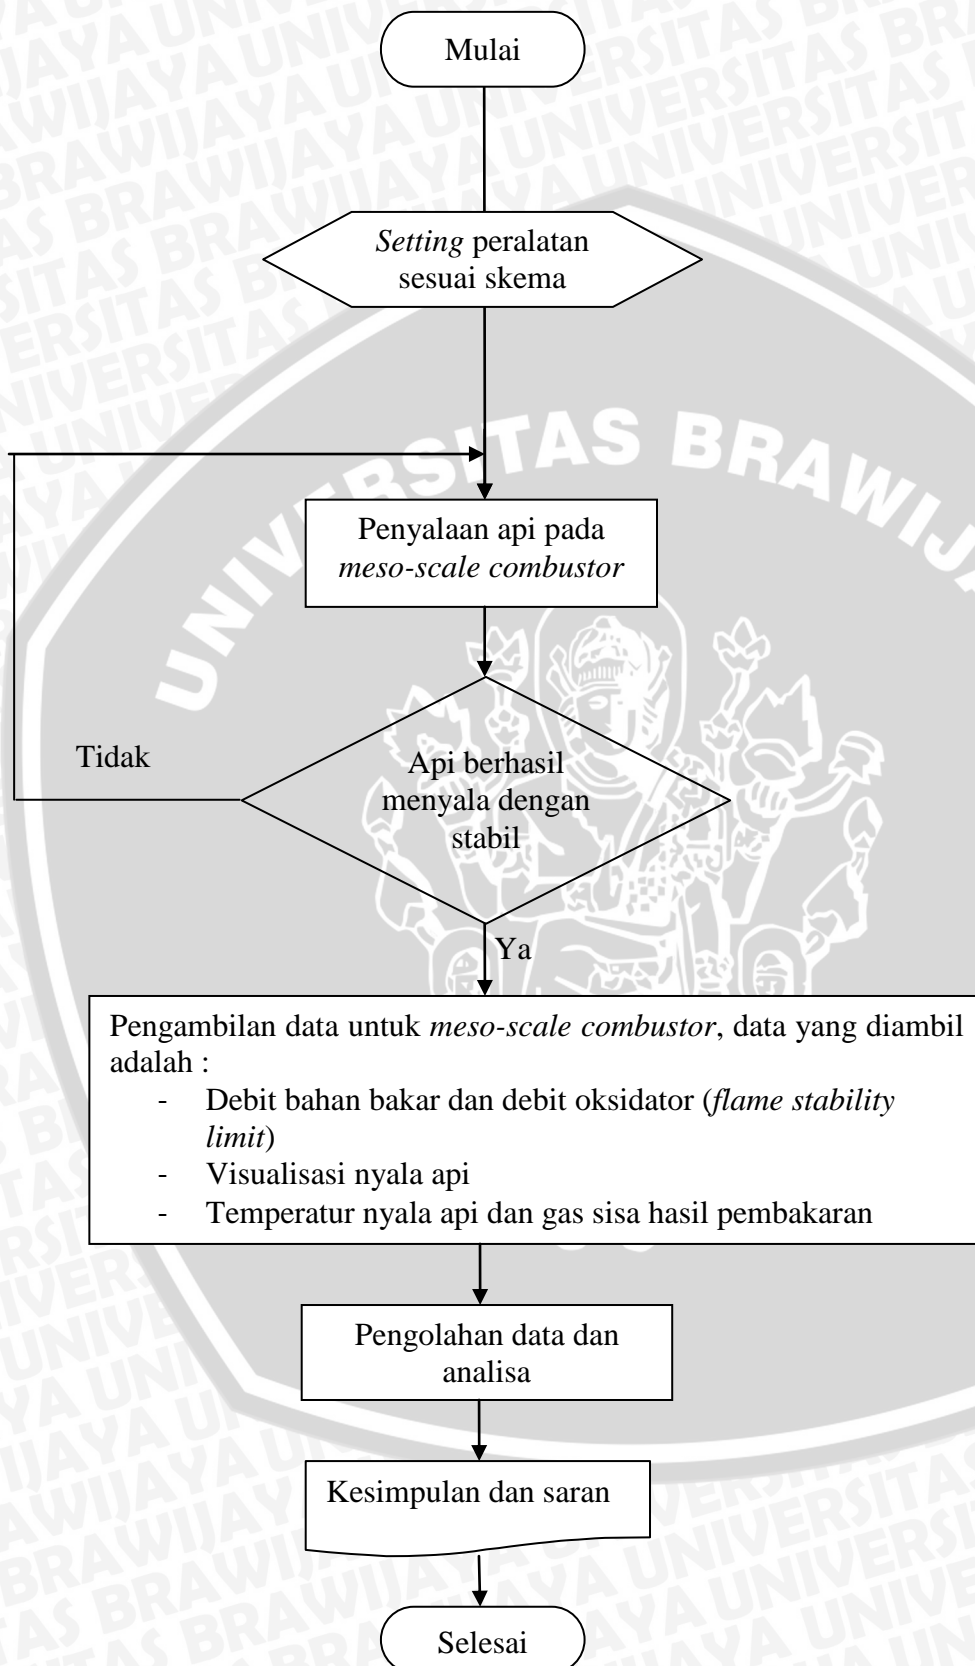 Mulai
Setting peralatan
sesuai skema
UNIVERSITAS BRAWIJA
Penyalaan api pada
meso-scale combustor
Tidak
Api berhasil
menyala dengan
stabil
Ya
Pengambilan data untuk meso-scale combustor, data yang diambil
adalah :
- Debit bahan bakar dan debit oksidator (flame stability
limit)
- Visualisasi nyala api
- Temperatur nyala api dan gas sisa hasil pembakaran
Pengolahan data dan
analisa
Kesimpulan dan saran
Selesai